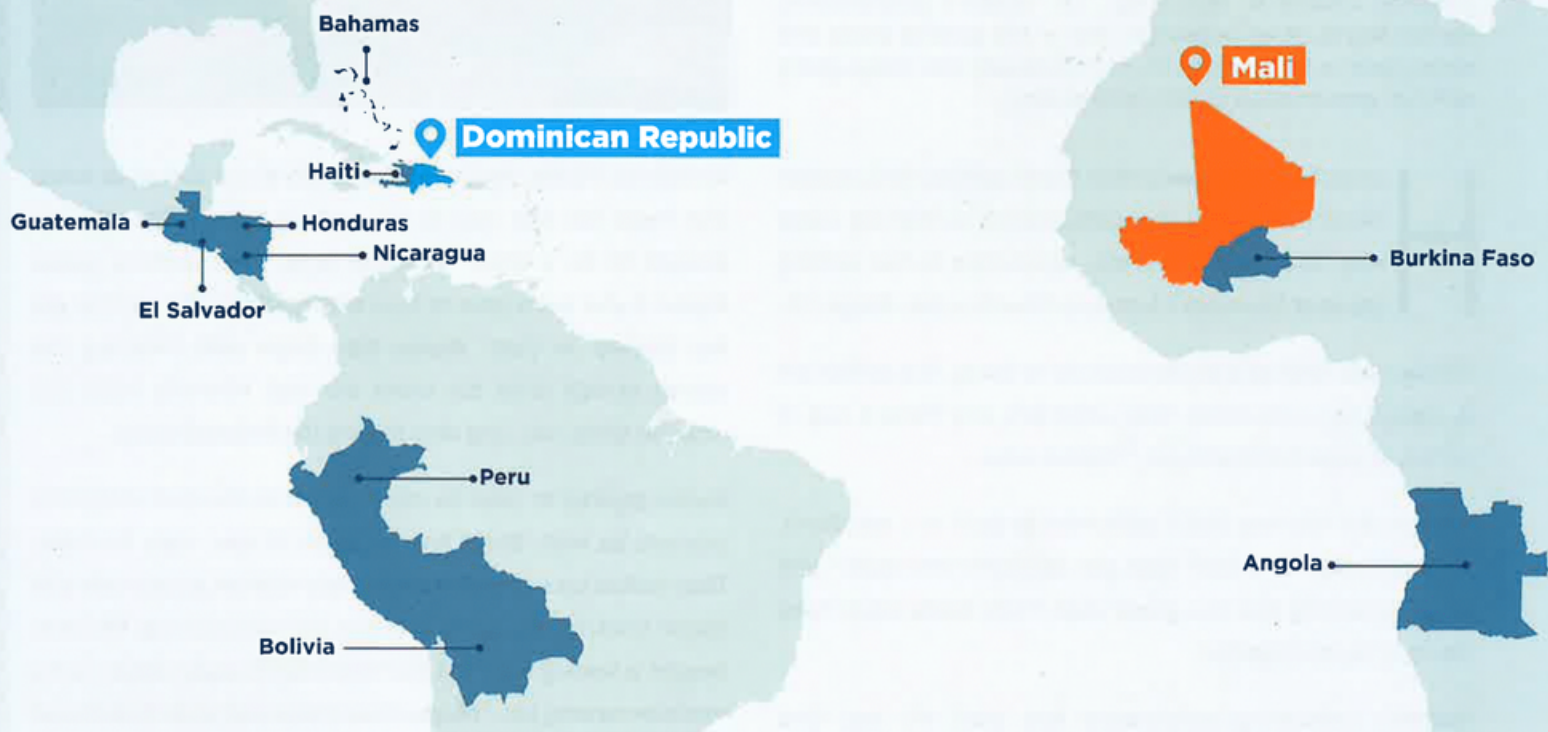 Bahamas
Mali
Dominican Republic
Haiti
Guatemala
Honduras
Nicaragua
Burkina Faso
El Salvador
Peru
Angola
Bolivia